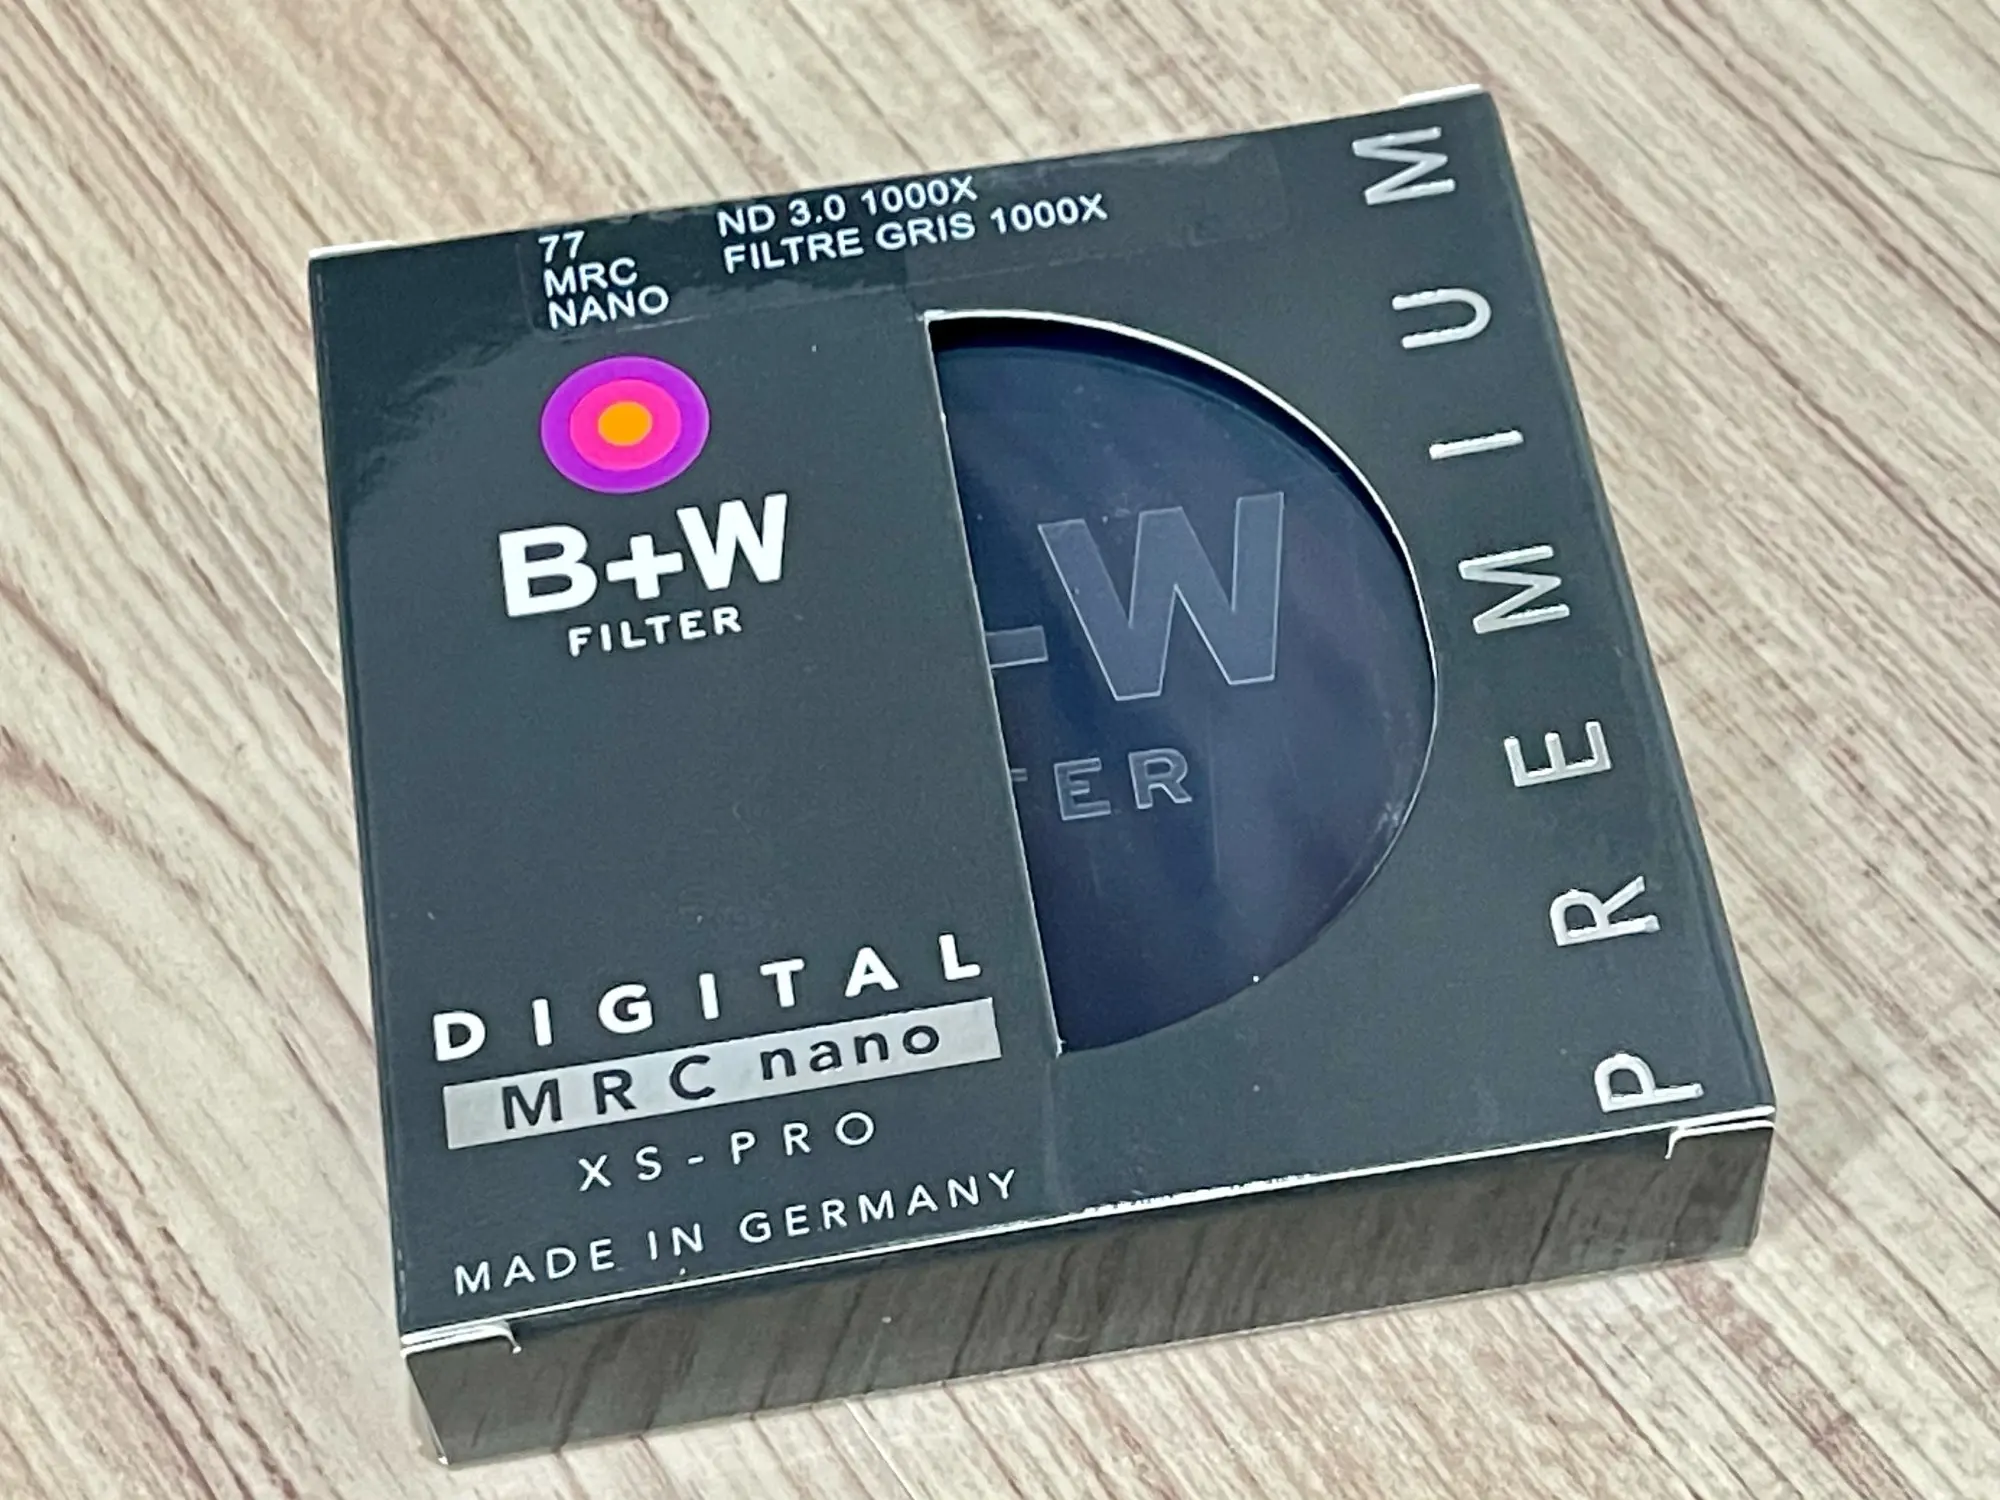 77
MRC
NANO
ND 3.0 1000X
FILTRE GRIS 1000X
B+W
FILTER
+W
TER
DIGITAL
MRC nano
XS-PRO
MADE IN GERMANY
PREMIUM